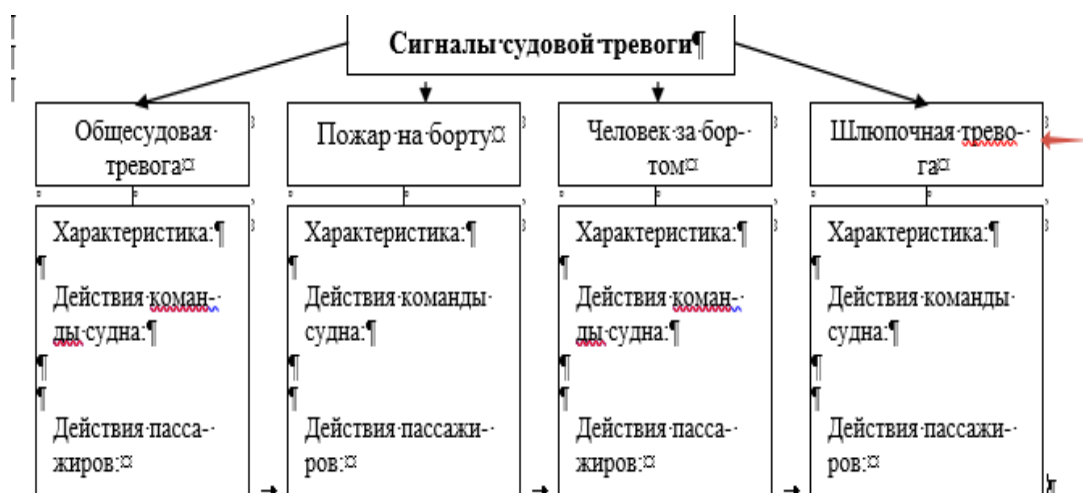 Сигналы судовой тревоги
Общесудовая
тревога
Пожар на борту
Человек за бор-
том
Шлюпочная трево-
га
Характеристика:
Действия коман-
ды судна:
Действия пасса-
жиров:
Характеристика:
Действия команды
судна:
Действия пассажи-
ров:
Характеристика:
Действия коман-
ды судна:
Действия пасса-
жиров:
Характеристика:
Действия команды
судна:
Действия пассажи-
ров: